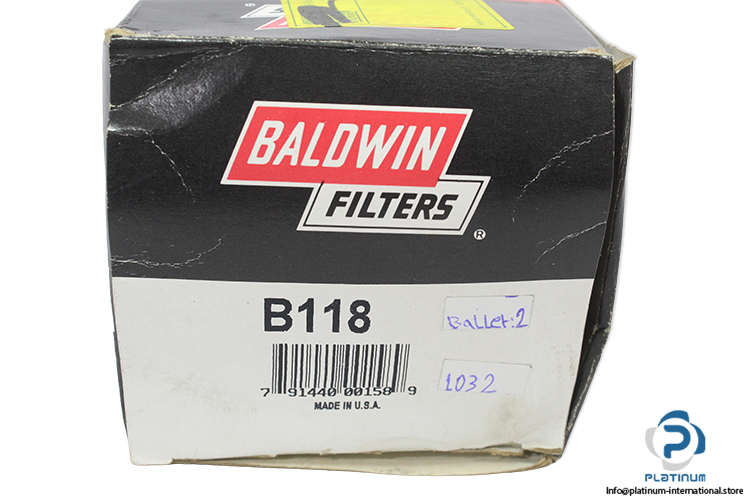 BALDWIN
FILTERS
®
B118
Ballet:2
7 91440 00158 9
1032
MADE IN U.S.A.
PLATINUM
Info@platinum-international.store